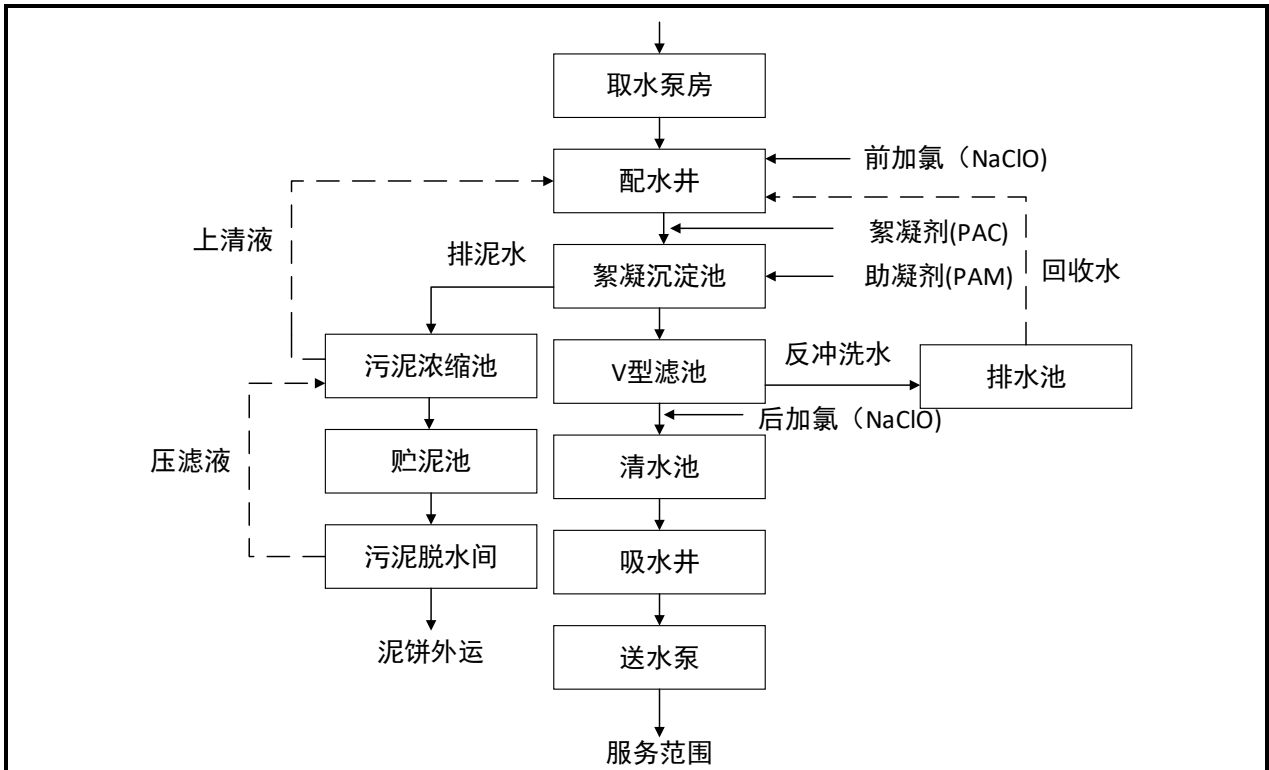 取水泵房
前加氯（NaClO)
配水井
上清液
絮凝剂(PAC)
排泥水
絮凝沉淀池
助凝剂(PAM)
回收水
污泥浓缩池
V型滤池
反冲洗水
排水池
后加氯（NaClO)
压滤液
贮泥池
清水池
污泥脱水间
吸水井
泥饼外运
送水泵
服务范围